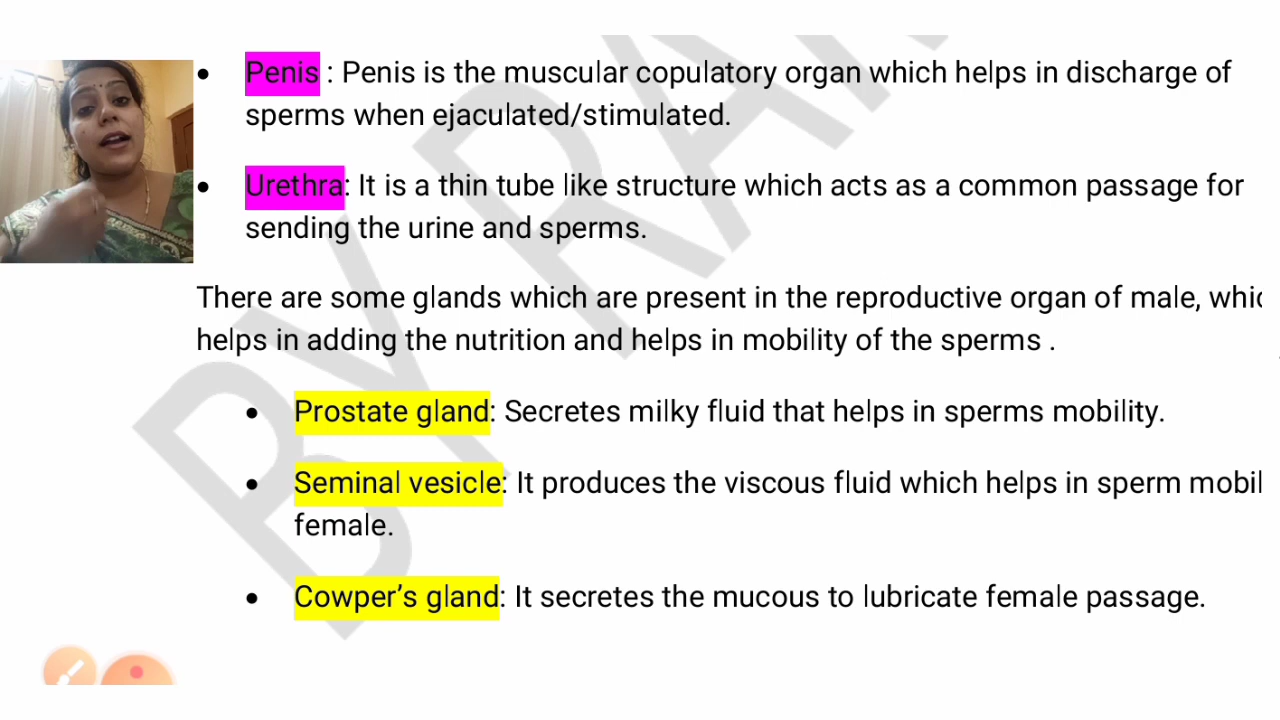 • Penis : Penis is the muscular copulatory organ which helps in discharge of
sperms when ejaculated/stimulated.
• Urethra: It is a thin tube like structure which acts as a common passage for
sending the urine and sperms.
There are some glands which are present in the reproductive organ of male,
helps in adding the nutrition and helps in mobility of the sperms .
• Prostate gland: Secretes milky fluid that helps in sperms mobility.
• Seminal vesicle: It produces the viscous fluid which helps in sperm
female.
• Cowper’s gland: It secretes the mucous to lubricate female passage.
BY